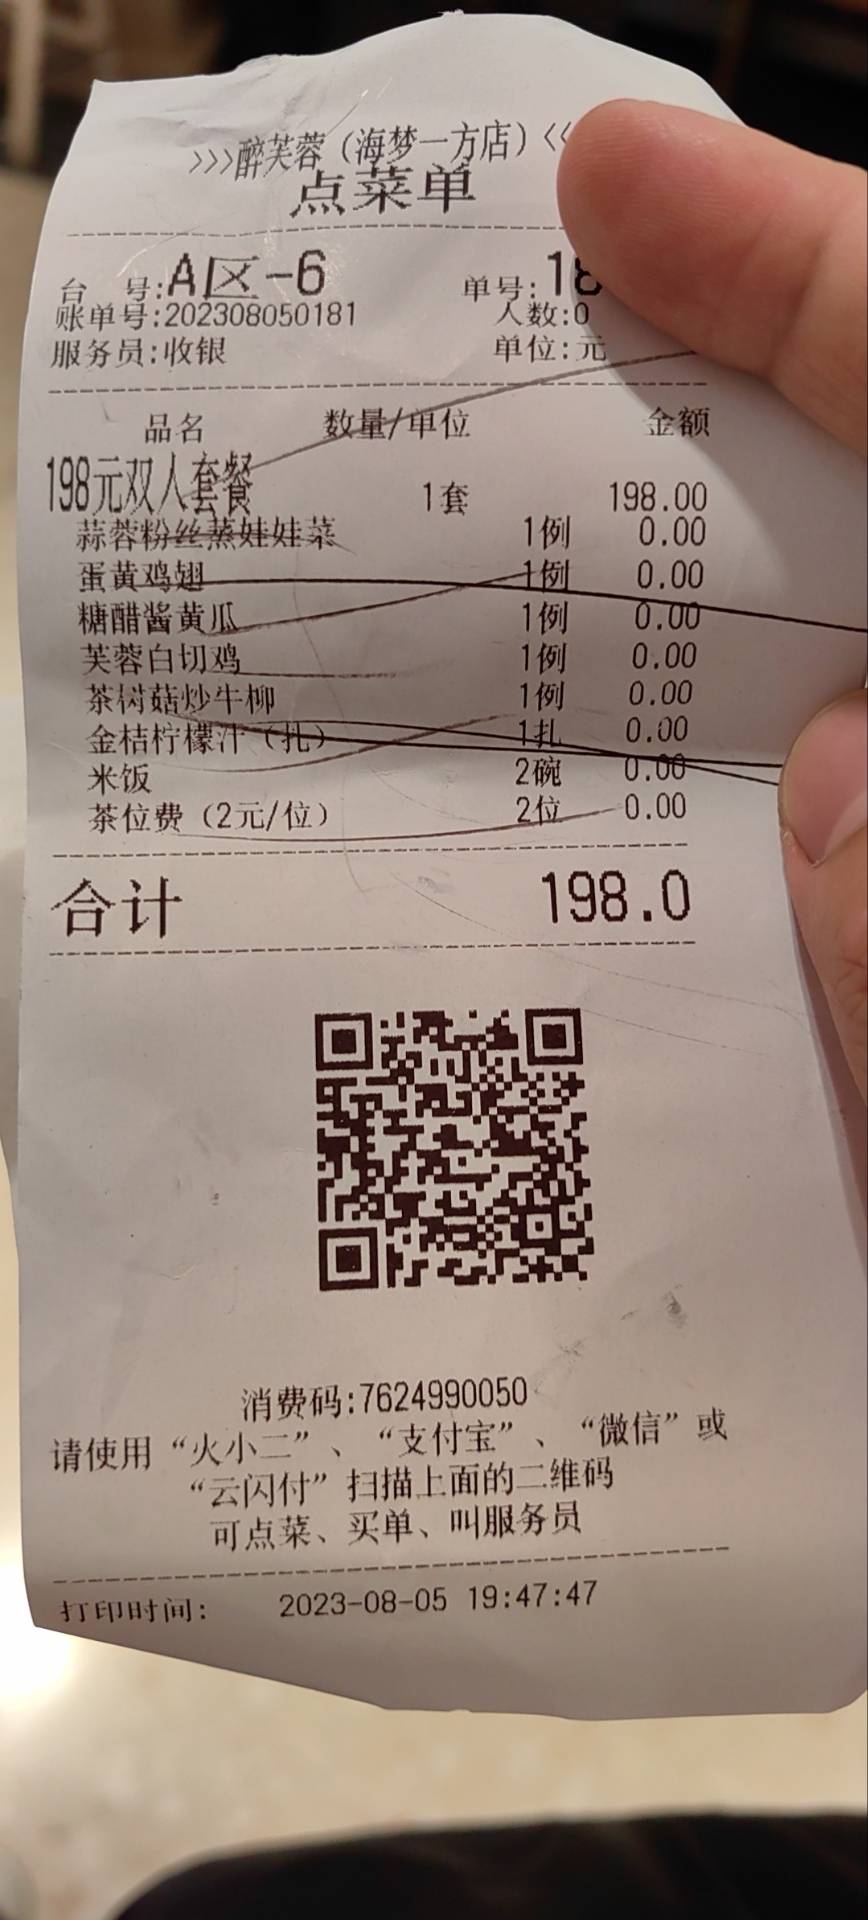 >>>醉芙蓉（海梦一方店）<<
点菜单
台 号:A区-6 单号:18
账单号:202308050181 人数:0
服务员:收银 单位:元
品名 数量/单位 金额
198元双人套餐 1套 198.00
蒜蓉粉丝蒸娃娃菜 1例 0.00
蛋黄鸡翅 1例 0.00
糖醋酱黄瓜 1例 0.00
芙蓉白切鸡 1例 0.00
茶树菇炒牛柳 1例 0.00
金桔柠檬汁（扎） 1扎 0.00
米饭 2碗 0.00
茶位费（2元/位） 2位 0.00
合计 198.0
消费码:7624990050
请使用“火小二”、“支付宝”、“微信”或
“云闪付”扫描上面的二维码
可点菜、买单、叫服务员
打印时间: 2023-08-05 19:47:47